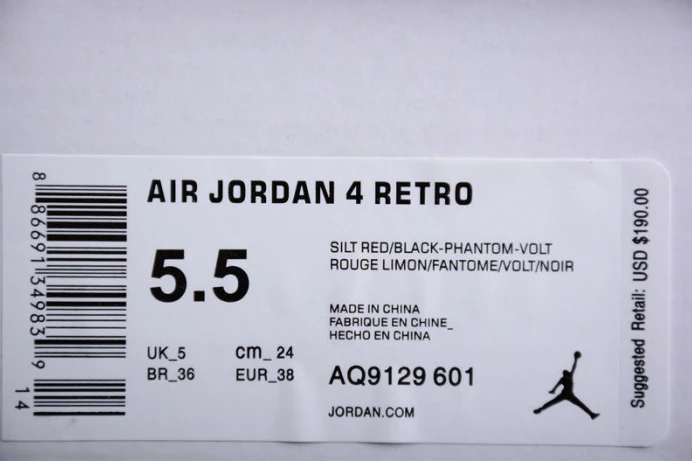 AIR JORDAN 4 RETRO
5.5
SILT RED/BLACK-PHANTOM-VOLT
ROUGE LIMON/FANTOME/VOLT/NOIR
MADE IN CHINA
FABRIQUE EN CHINE_
HECHO EN CHINA
UK_5 cm_ 24
BR_36 EUR_38
AQ9129 601
JORDAN.COM
Suggested Retail: USD $190.00
8 86691 34983 9
14